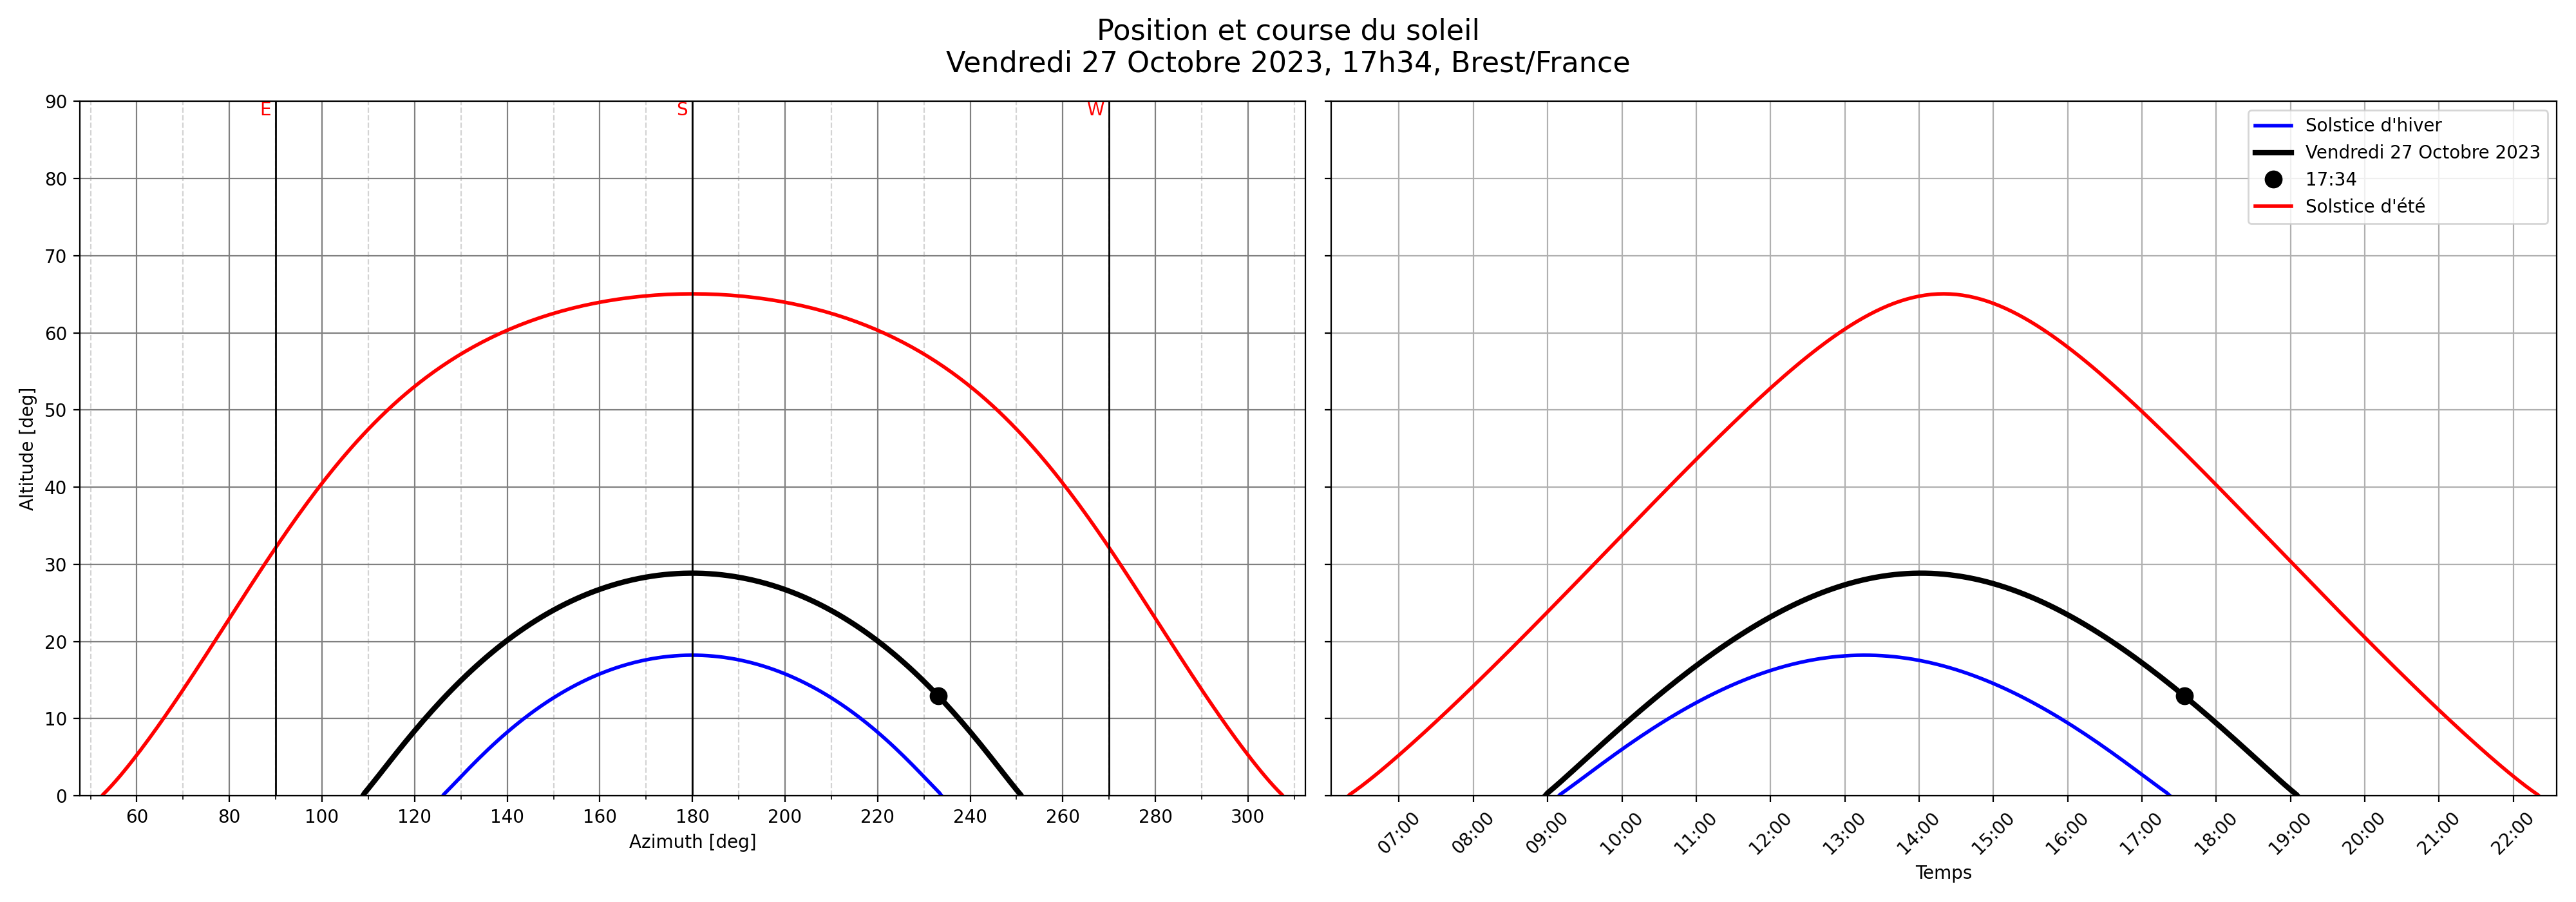 Position et course du soleil
Vendredi 27 Octobre 2023, 17h34, Brest/France
E S W
90
80
70
60
50
40
30
20
10
0
Altitude [deg]
60 80 100 120 140 160 180 200 220 240 260 280 300
Azimuth [deg]
Solstice d'hiver
Vendredi 27 Octobre 2023
17:34
Solstice d'été
07:00 08:00 09:00 10:00 11:00 12:00 13:00 14:00 15:00 16:00 17:00 18:00 19:00 20:00 21:00 22:00
Temps